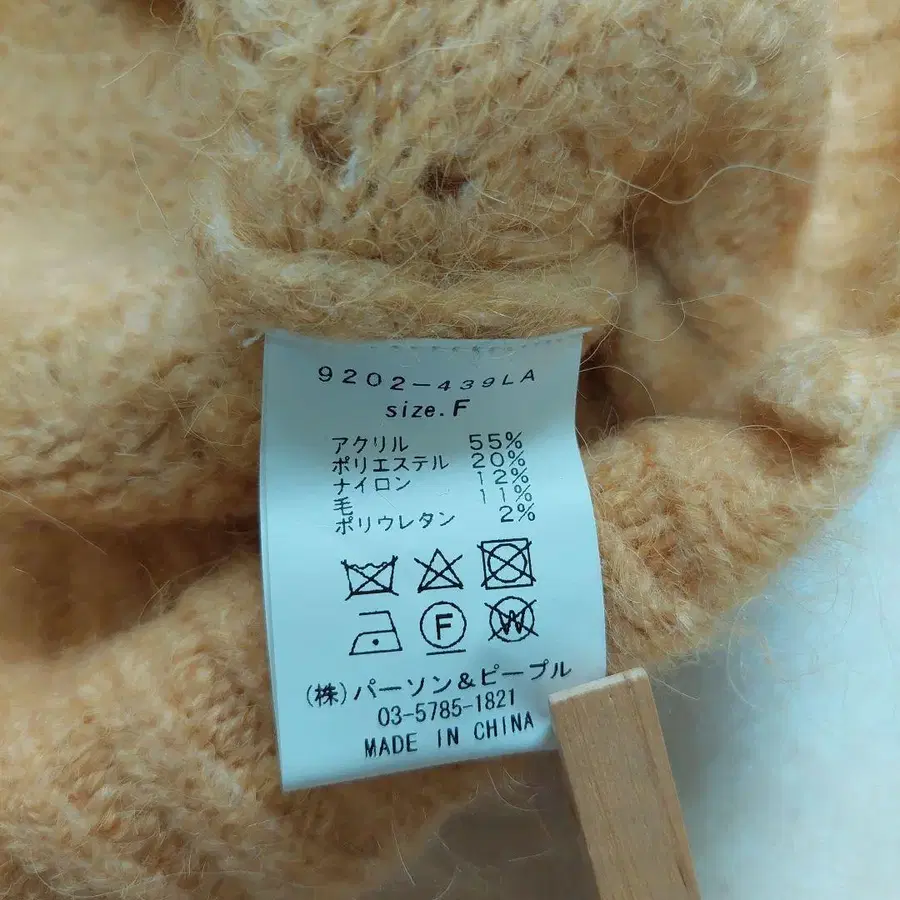 9202-439LA
size.F
アクリル 55%
ポリエステル 20%
ナイロン 12%
毛 11%
ポリウレタン 2%
F W
(株)パーソン&ピープル
03-5785-1821
MADE IN CHINA